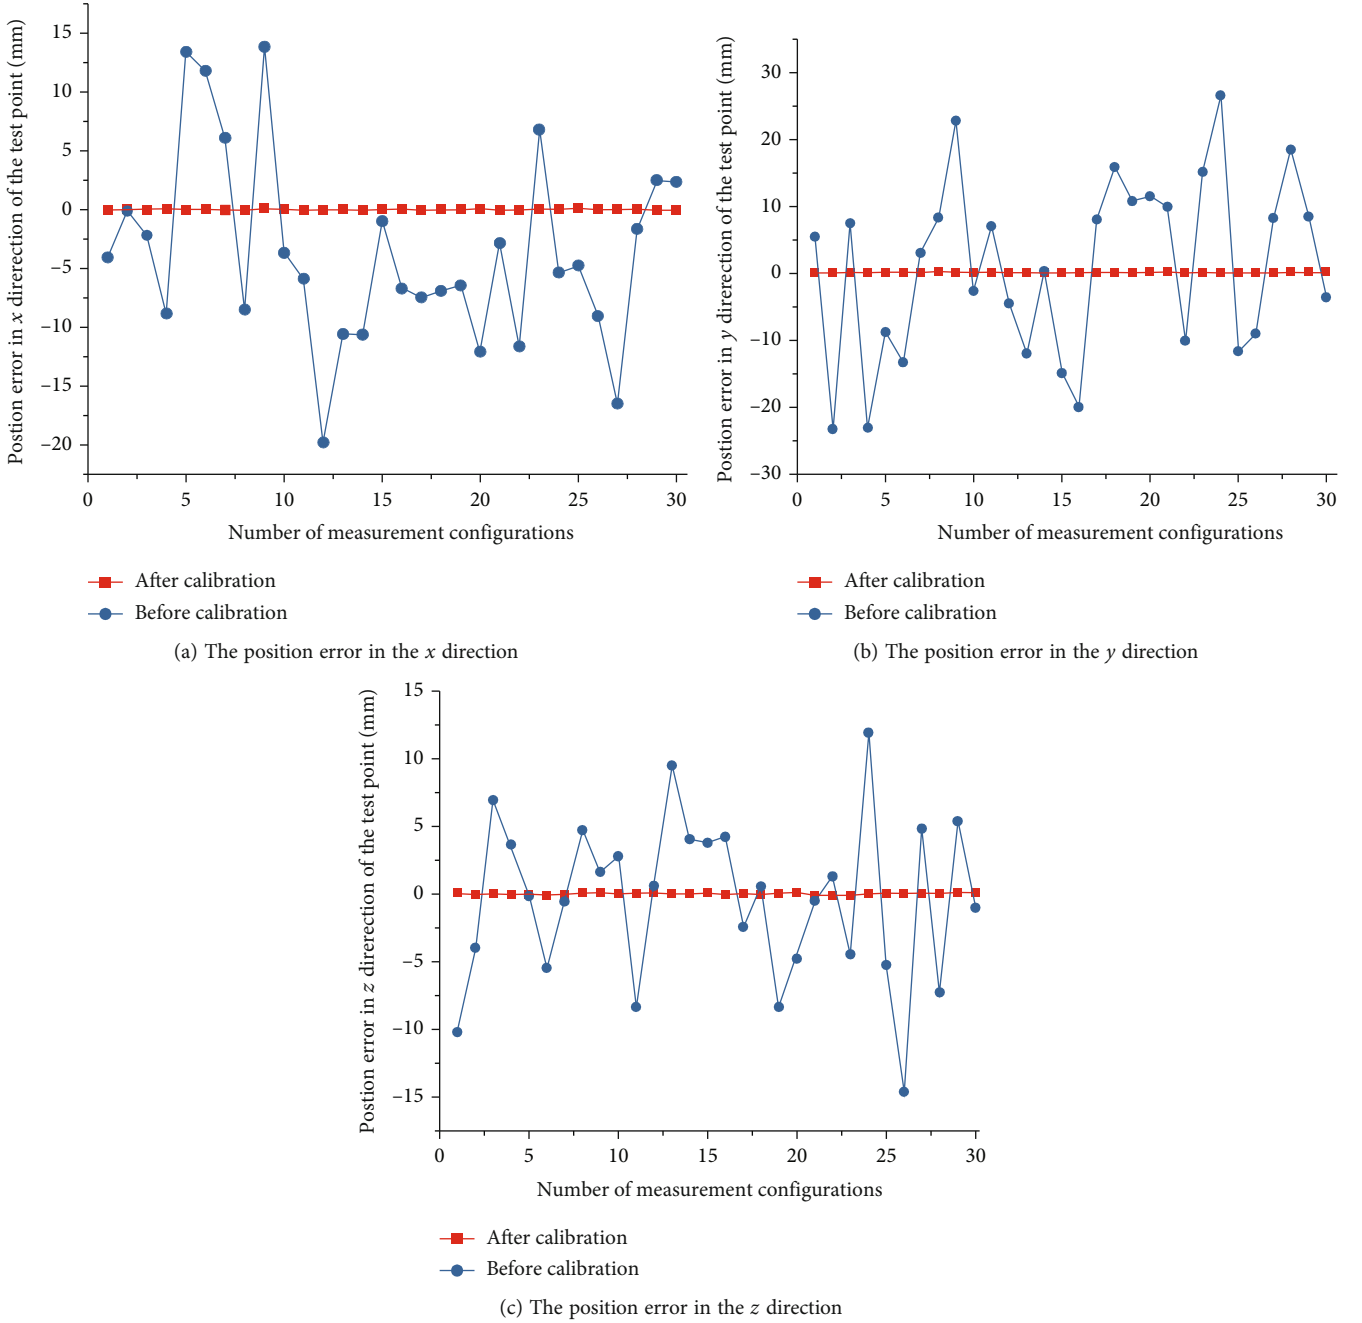 Postion error in x direrection of the test point (mm)
15
10
5
0
−5
−10
−15
−20
0 5 10 15 20 25 30
Number of measurement configurations
After calibration
Before calibration
(a) The position error in the x direction
Postion error in y direrection of the test point (mm)
30
20
10
0
−10
−20
−30
0 5 10 15 20 25 30
Number of measurement configurations
After calibration
Before calibration
(b) The position error in the y direction
Postion error in z direrection of the test point (mm)
15
10
5
0
−5
−10
−15
0 5 10 15 20 25 30
Number of measurement configurations
After calibration
Before calibration
(c) The position error in the z direction